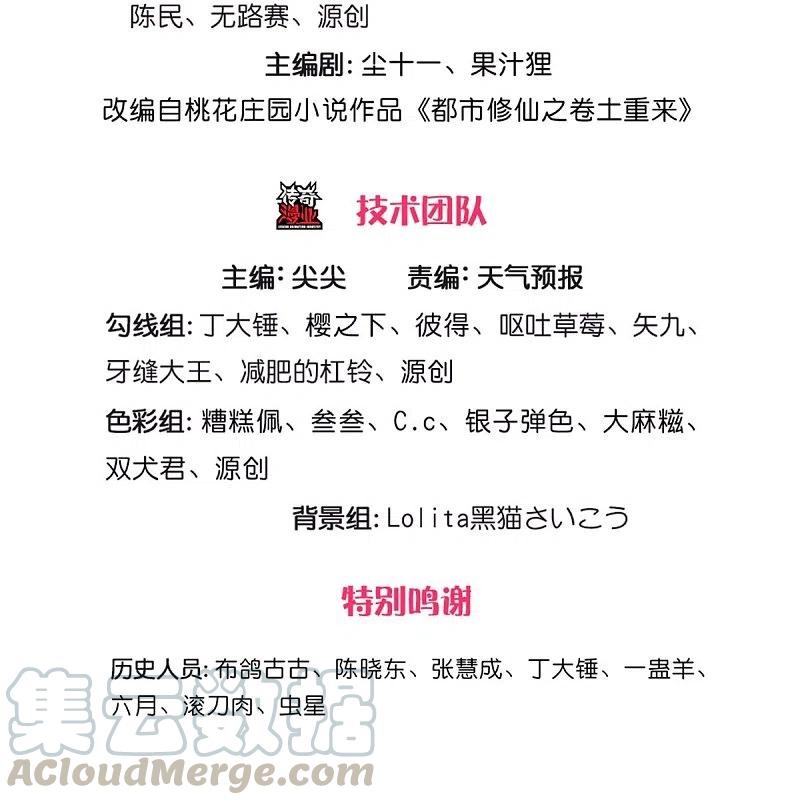 陈民、无路赛、源创
主编剧: 尘十一、果汁狸
改编自桃花庄园小说作品《都市修仙之卷土重来》
传奇
漫业
技术团队
主编: 尖尖 责编: 天气预报
勾线组: 丁大锤、樱之下、彼得、呕吐草莓、矢九、
牙缝大王、减肥的杠铃、源创
色彩组: 糟糕佩、叁叁、C.c、银子弹色、大麻糍、
双犬君、源创
背景组: Lolita黑猫さいこう
特别鸣谢
历史人员: 布鸽古古、陈晓东、张慧成、丁大锤、一蛊羊、
六月、滚刀肉、虫星
集云数据
ACloudMerge.com